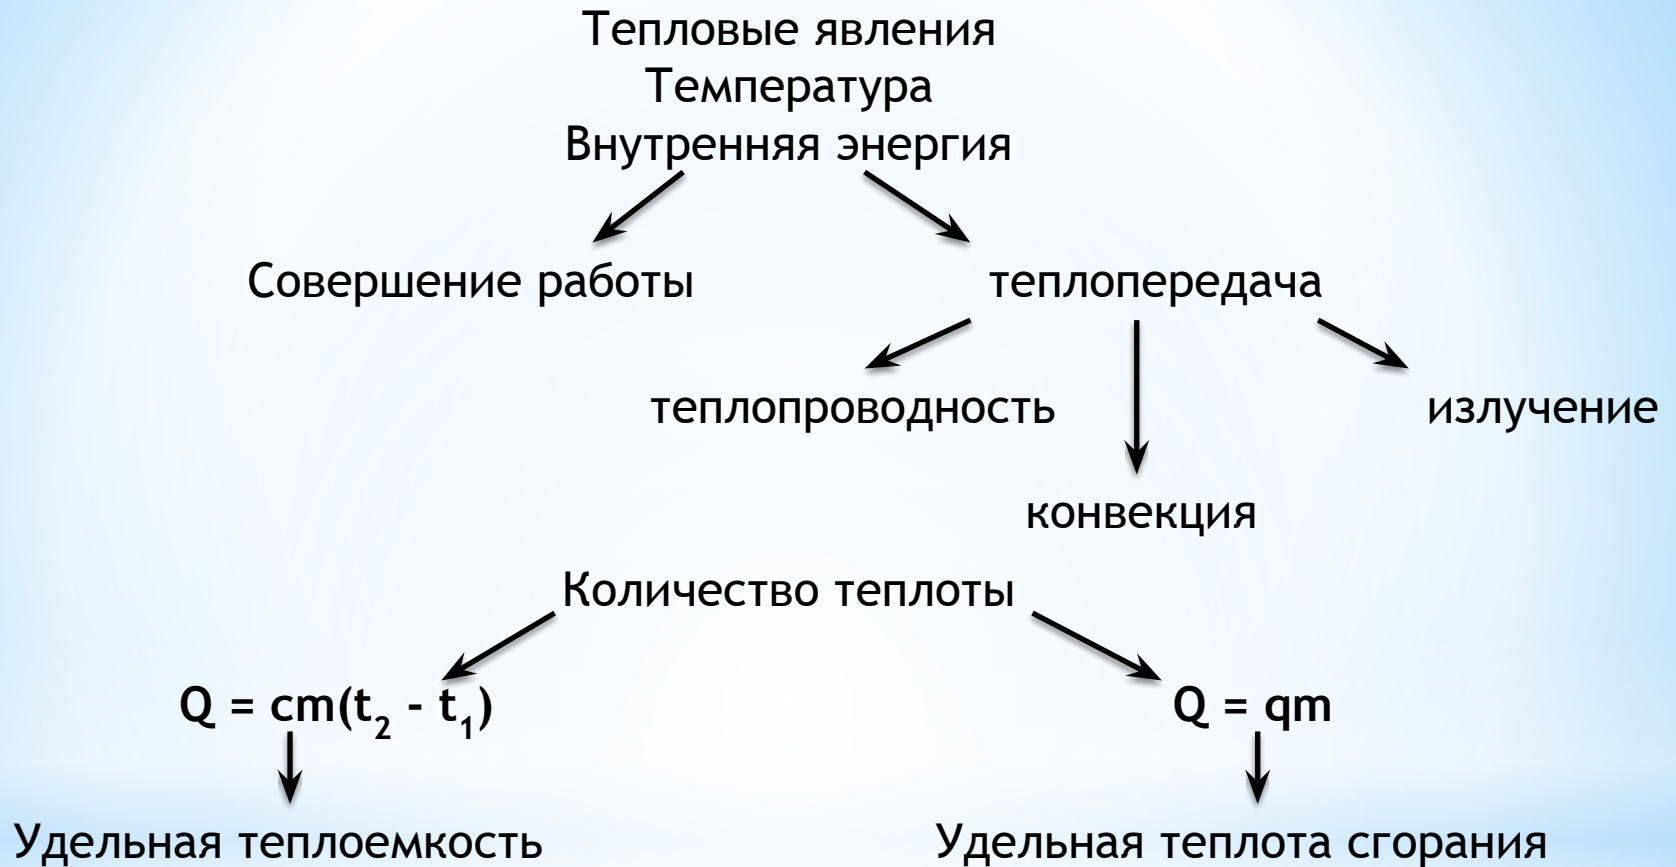 Тепловые явления
Температура
Внутренняя энергия
Совершение работы
теплопередача
теплопроводность
излучение
конвекция
Количество теплоты
Q = cm(t₂ - t₁)
Q = qm
Удельная теплоемкость
Удельная теплота сгорания